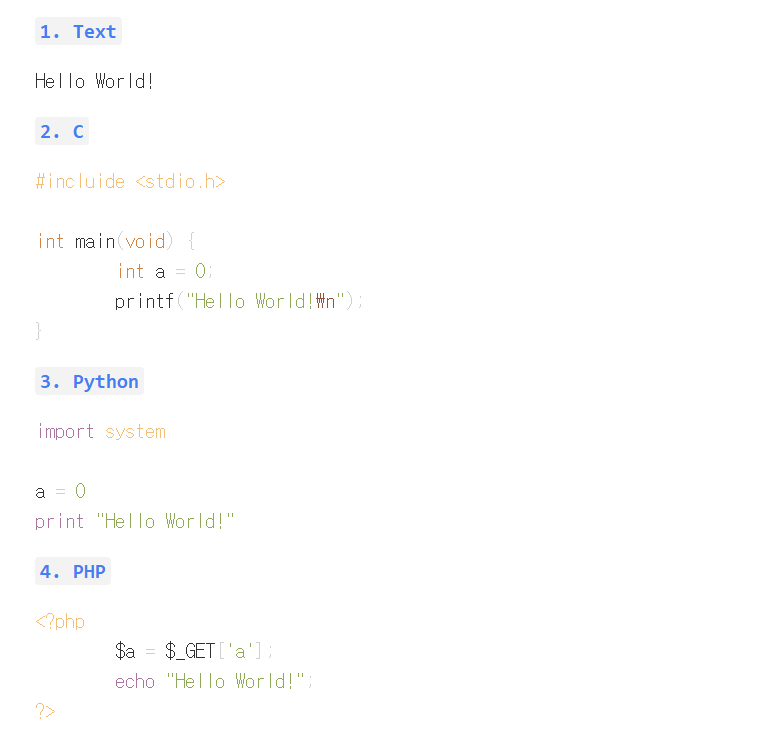 1. Text
Hello World!
2. C
#incluide <stdio.h>
int main(void) {
int a = 0;
printf("Hello World!₩n");
}
3. Python
import system
a = 0
print "Hello World!"
4. PHP
<?php
$a = $_GET['a'];
echo "Hello World!";
?>